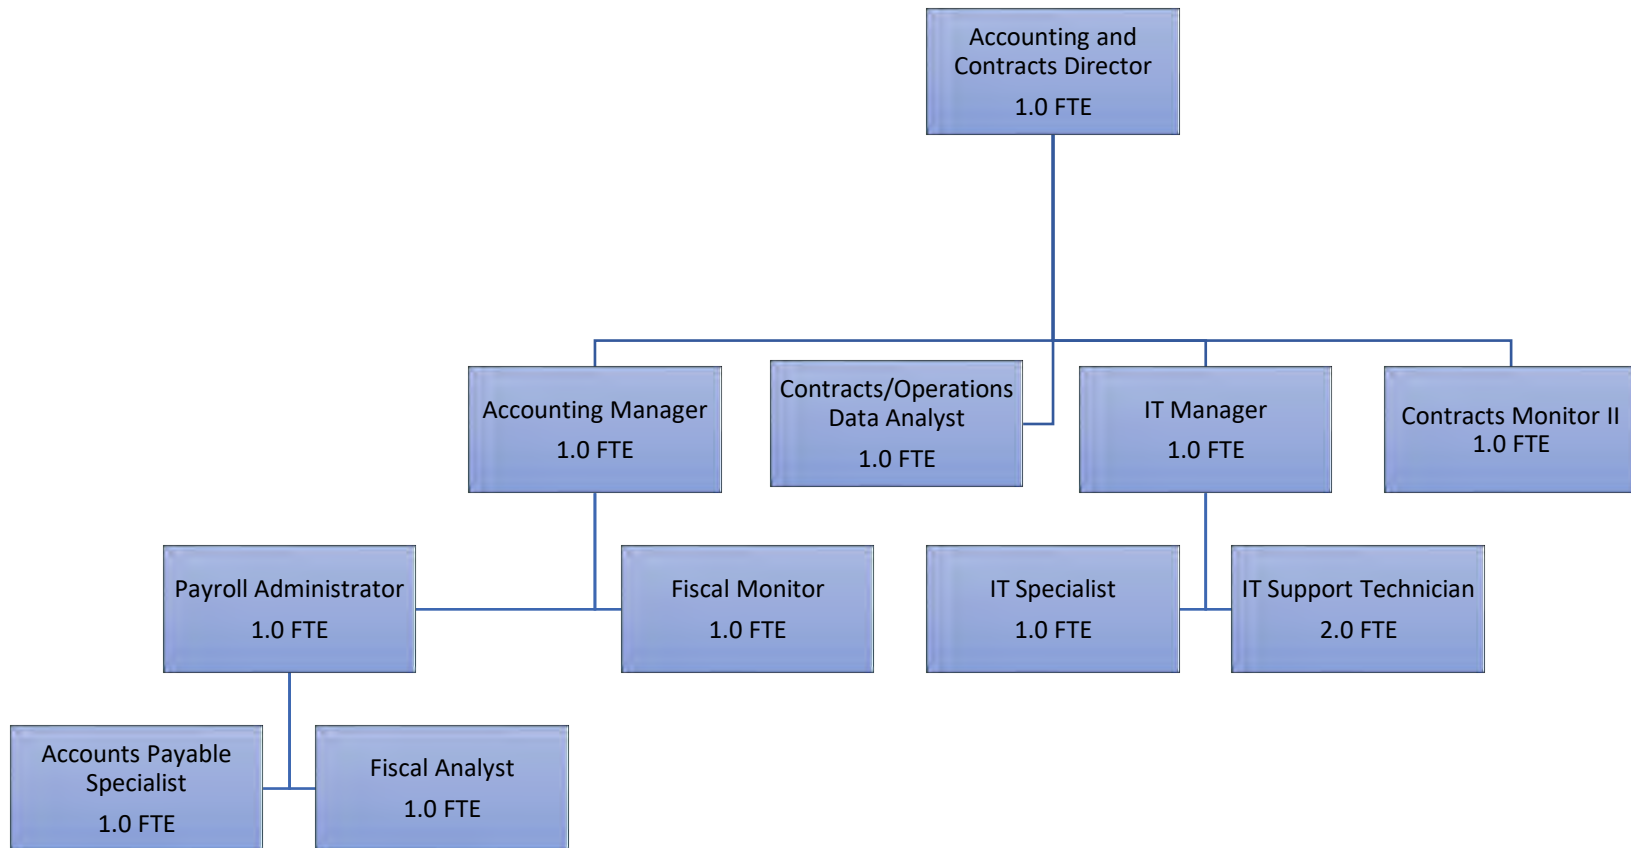 Accounting and
Contracts Director
1.0 FTE
Accounting Manager
1.0 FTE
Contracts/Operations
Data Analyst
1.0 FTE
IT Manager
1.0 FTE
Contracts Monitor II
1.0 FTE
Payroll Administrator
1.0 FTE
Fiscal Monitor
1.0 FTE
IT Specialist
1.0 FTE
IT Support Technician
2.0 FTE
Accounts Payable
Specialist
1.0 FTE
Fiscal Analyst
1.0 FTE